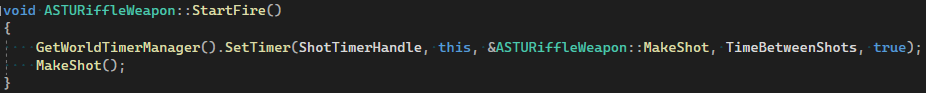 void ASTURiffleWeapon::StartFire()
{
    GetWorldTimerManager().SetTimer(ShotTimerHandle, this, &ASTURiffleWeapon::MakeShot, TimeBetweenShots, true);
    MakeShot();
}